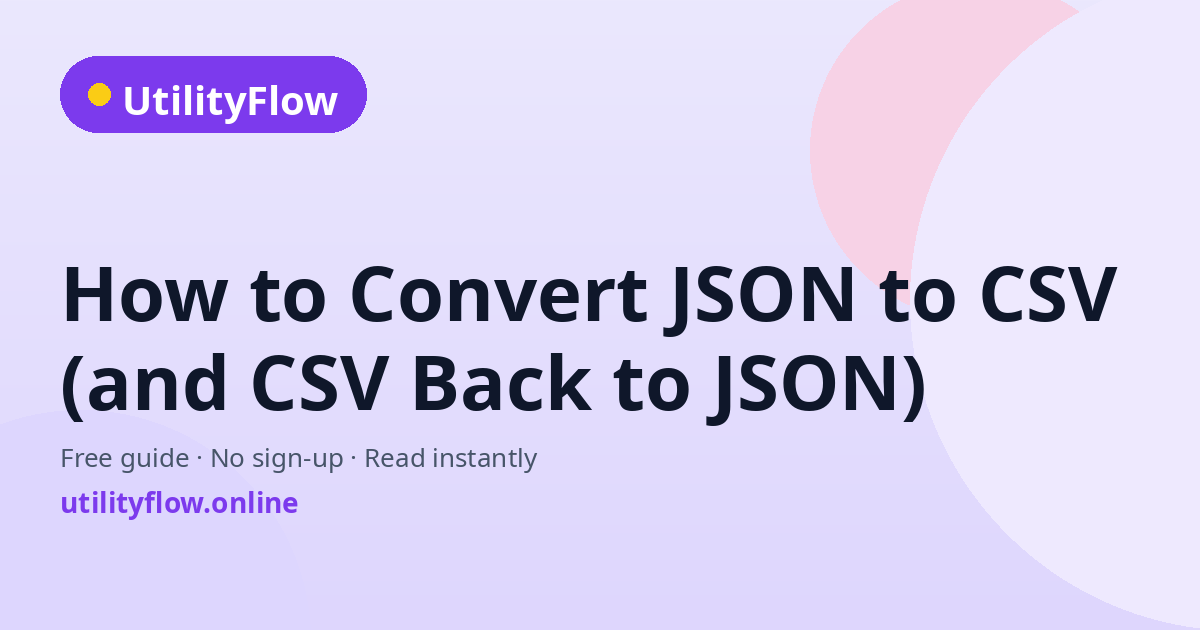 UtilityFlow
How to Convert JSON to CSV
(and CSV Back to JSON)
Free guide · No sign-up · Read instantly
utilityflow.online